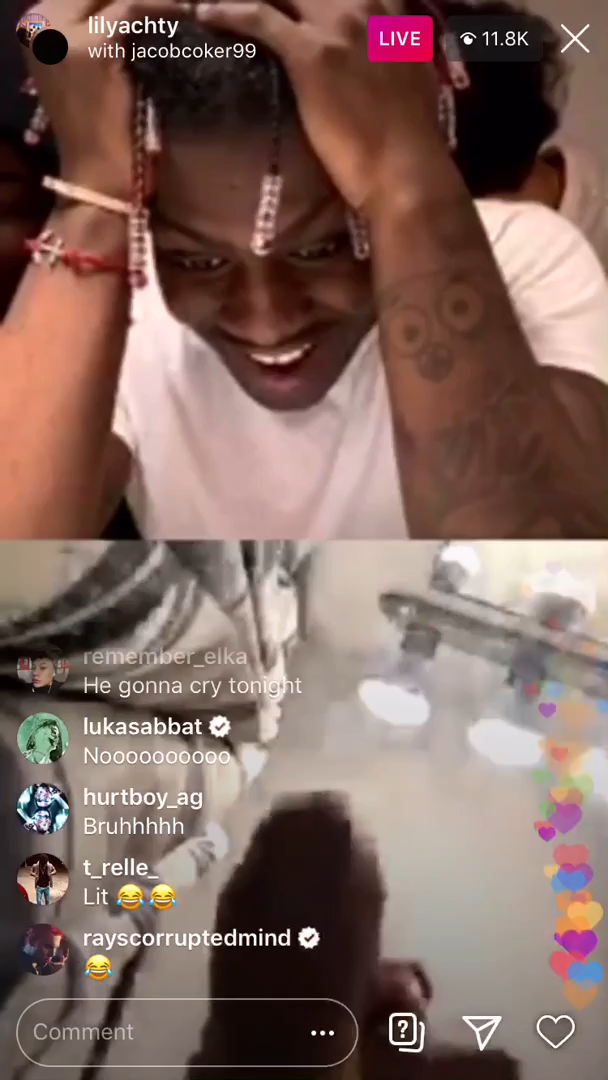 lilyachty
with jacobcoker99
LIVE
11.8K
remember_elka
He gonna cry tonight
lukasabbat
Noooooooooo
hurtboy_ag
Bruhhhhh
t_relle_
Lit 😂😂
rayscorruptedmind
😂
Comment